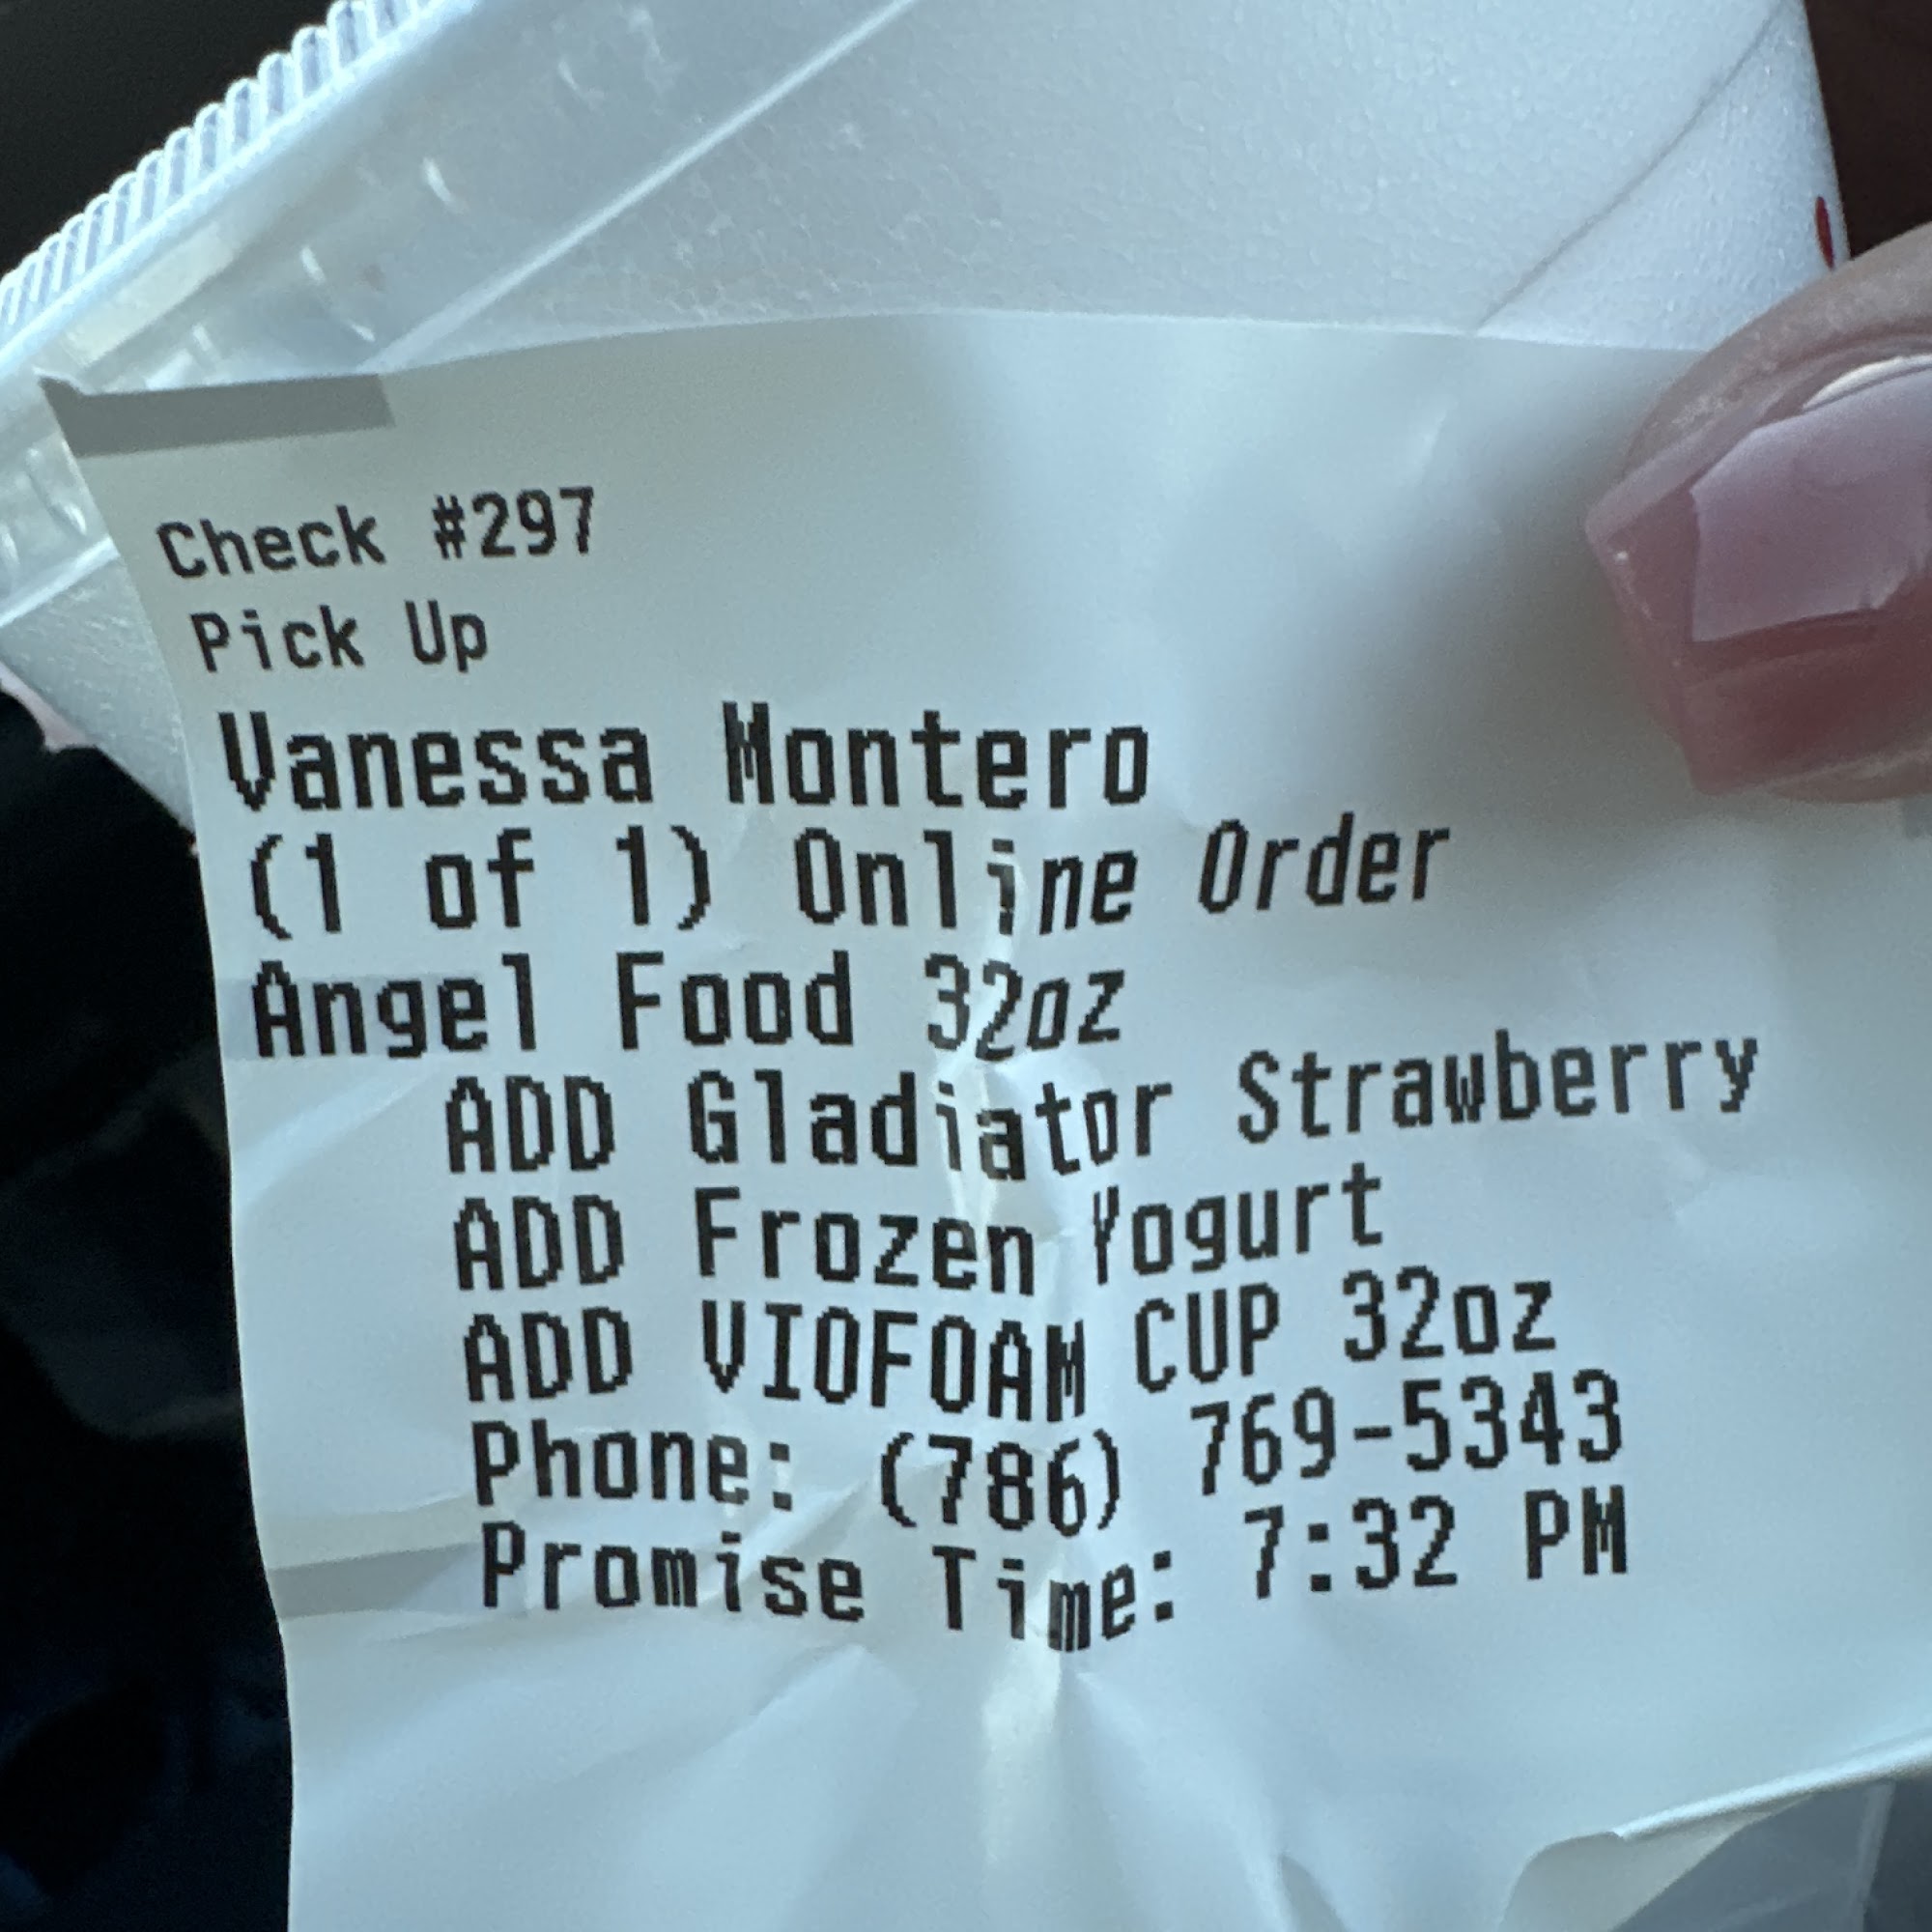 Check #297
Pick Up
Vanessa Montero
(1 of 1) Online Order
Angel Food 32oz
ADD Gladiator Strawberry
ADD Frozen Yogurt
ADD VIOFOAM CUP 32oz
Phone: (786) 769-5343
Promise Time: 7:32 PM